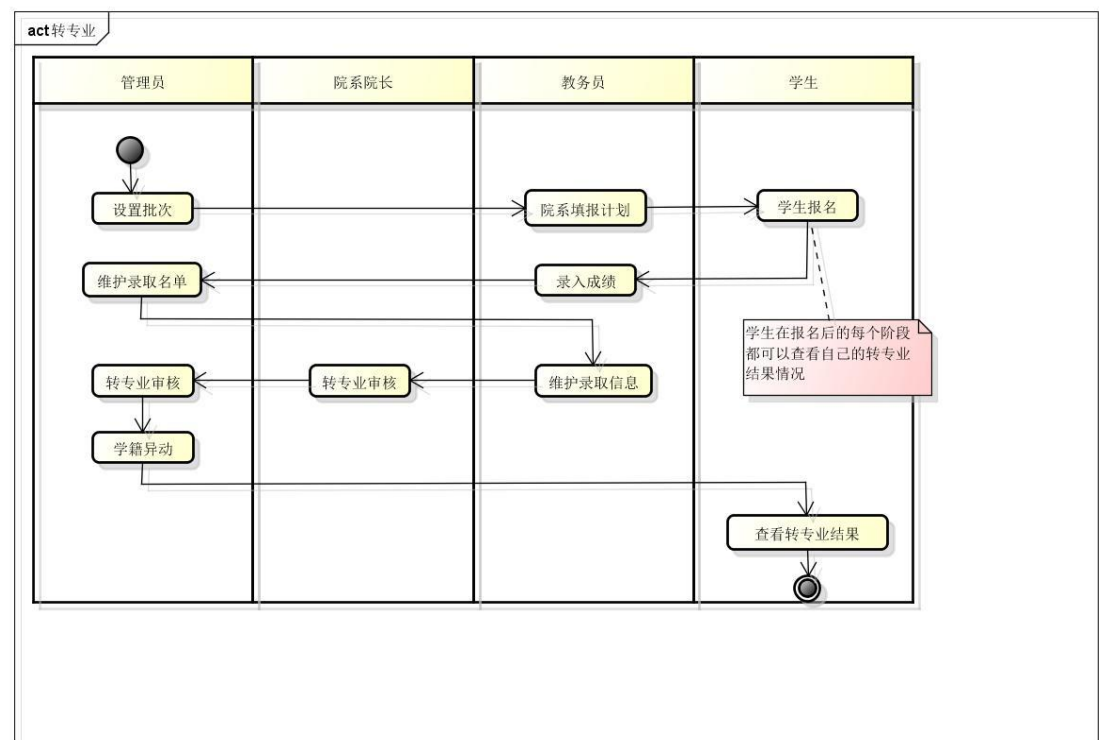 act 转专业
管理员
院系院长
教务员
学生
设置批次
院系填报计划
学生报名
维护录取名单
录入成绩
学生在报名后的每个阶段
都可以查看自己的转专业
结果情况
转专业审核
转专业审核
维护录取信息
学籍异动
查看转专业结果